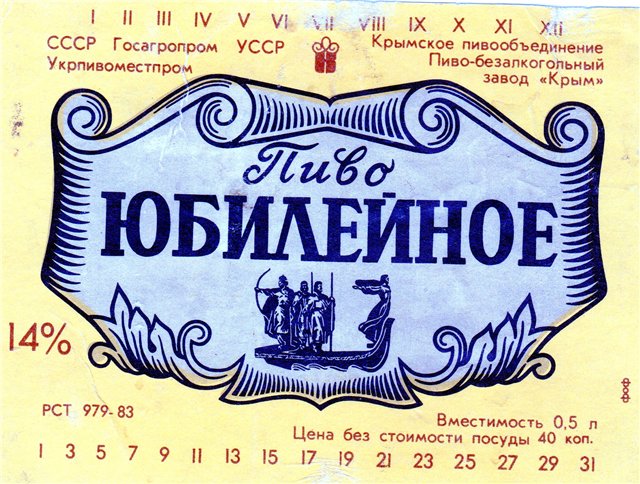 I II III IV V VI VII VIII IX X XI XII
СССР Госагропром УССР
Укрпивоместпром
Крымское пивообъединение
Пиво-безалкогольный
завод «Крым»
Пиво
ЮБИЛЕЙНОЕ
14%
РСТ 979-83
Вместимость 0,5 л
Цена без стоимости посуды 40 коп.
1 3 5 7 9 11 13 15 17 19 21 23 25 27 29 31